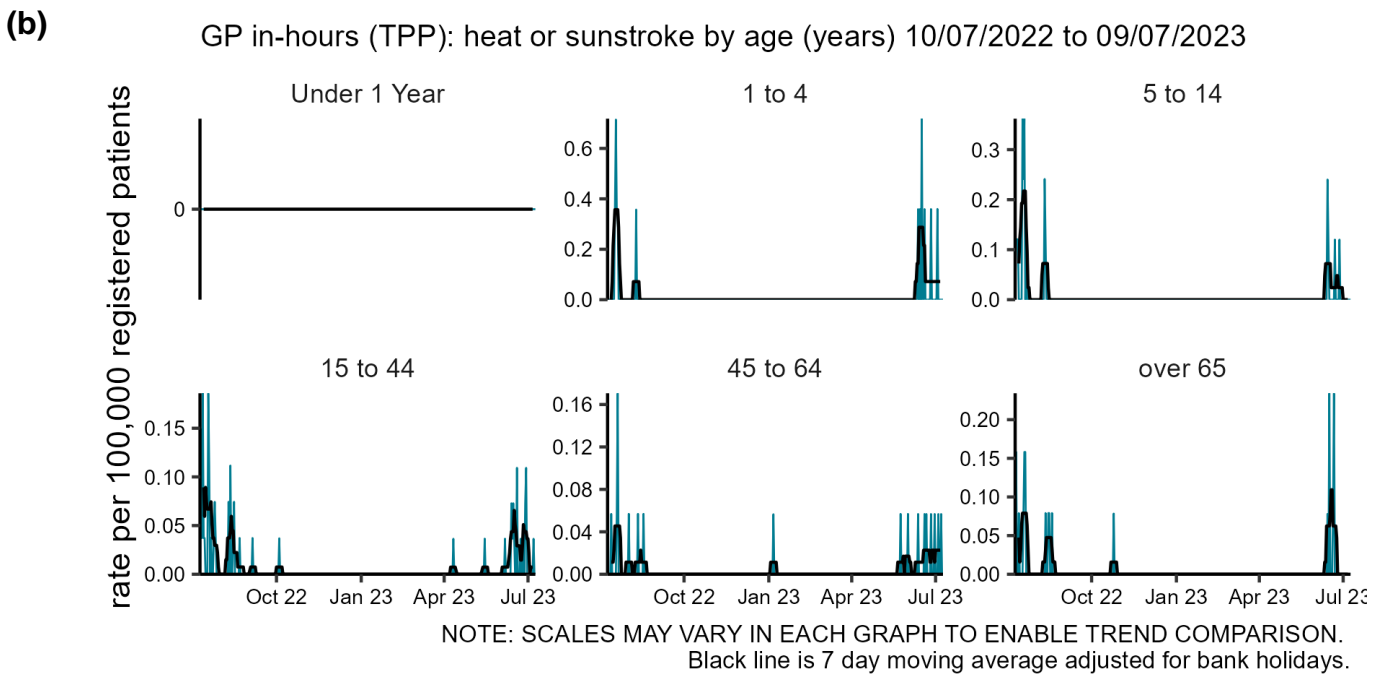 (b)
GP in-hours (TPP): heat or sunstroke by age (years) 10/07/2022 to 09/07/2023
rate per 100,000 registered patients
Under 1 Year
0
1 to 4
0.6
0.4
0.2
0.0
5 to 14
0.3
0.2
0.1
0.0
15 to 44
0.15
0.10
0.05
0.00
Oct 22 Jan 23 Apr 23 Jul 23
45 to 64
0.16
0.12
0.08
0.04
0.00
Oct 22 Jan 23 Apr 23 Jul 23
over 65
0.20
0.15
0.10
0.05
0.00
Oct 22 Jan 23 Apr 23 Jul 23
NOTE: SCALES MAY VARY IN EACH GRAPH TO ENABLE TREND COMPARISON.
Black line is 7 day moving average adjusted for bank holidays.